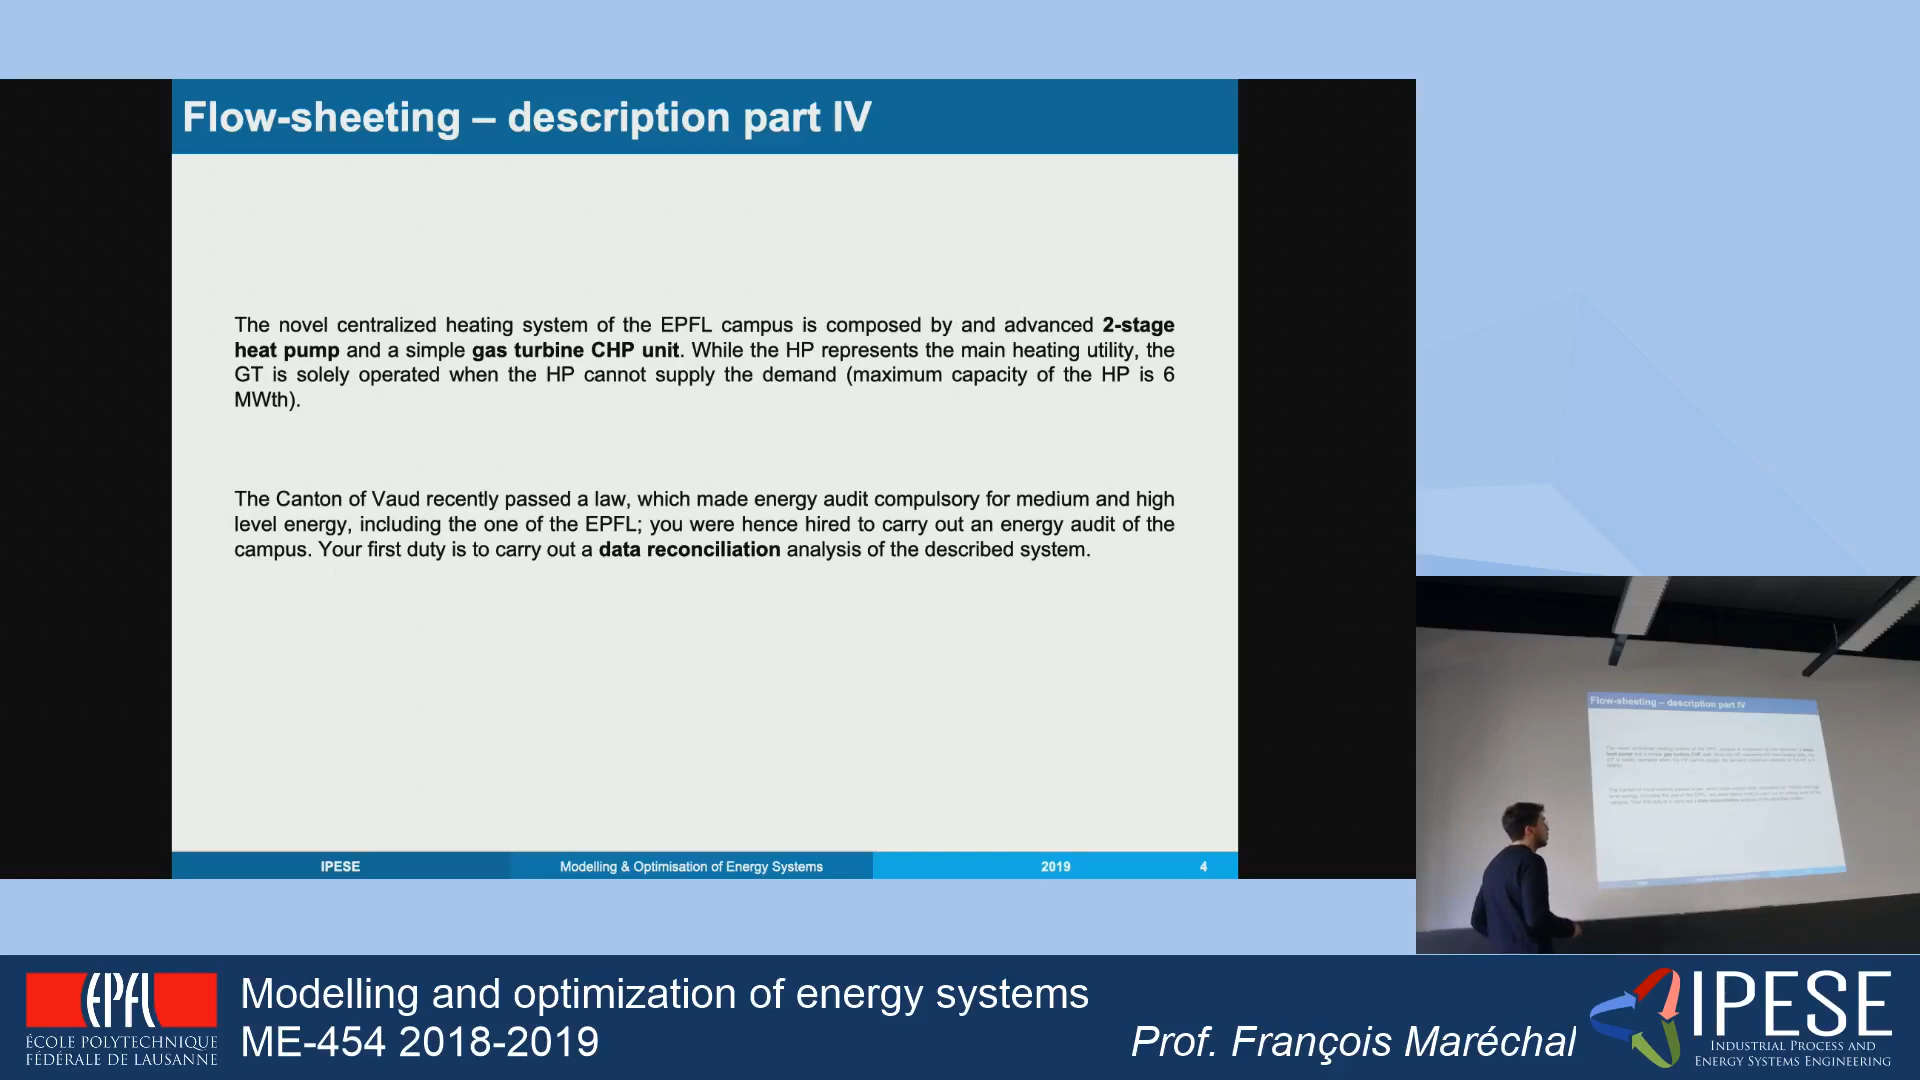 Flow-sheeting – description part IV
The novel centralized heating system of the EPFL campus is composed by and advanced 2-stage
heat pump and a simple gas turbine CHP unit. While the HP represents the main heating utility, the
GT is solely operated when the HP cannot supply the demand (maximum capacity of the HP is 6
MWth).
The Canton of Vaud recently passed a law, which made energy audit compulsory for medium and high
level energy, including the one of the EPFL; you were hence hired to carry out an energy audit of the
campus. Your first duty is to carry out a data reconciliation analysis of the described system.
IPESE
Modelling & Optimisation of Energy Systems
2019
4
Flow-sheeting – description part IV
EPFL
ÉCOLE POLYTECHNIQUE
FÉDÉRALE DE LAUSANNE
Modelling and optimization of energy systems
ME-454 2018-2019
Prof. François Maréchal
IPESE
INDUSTRIAL PROCESS AND
ENERGY SYSTEMS ENGINEERING